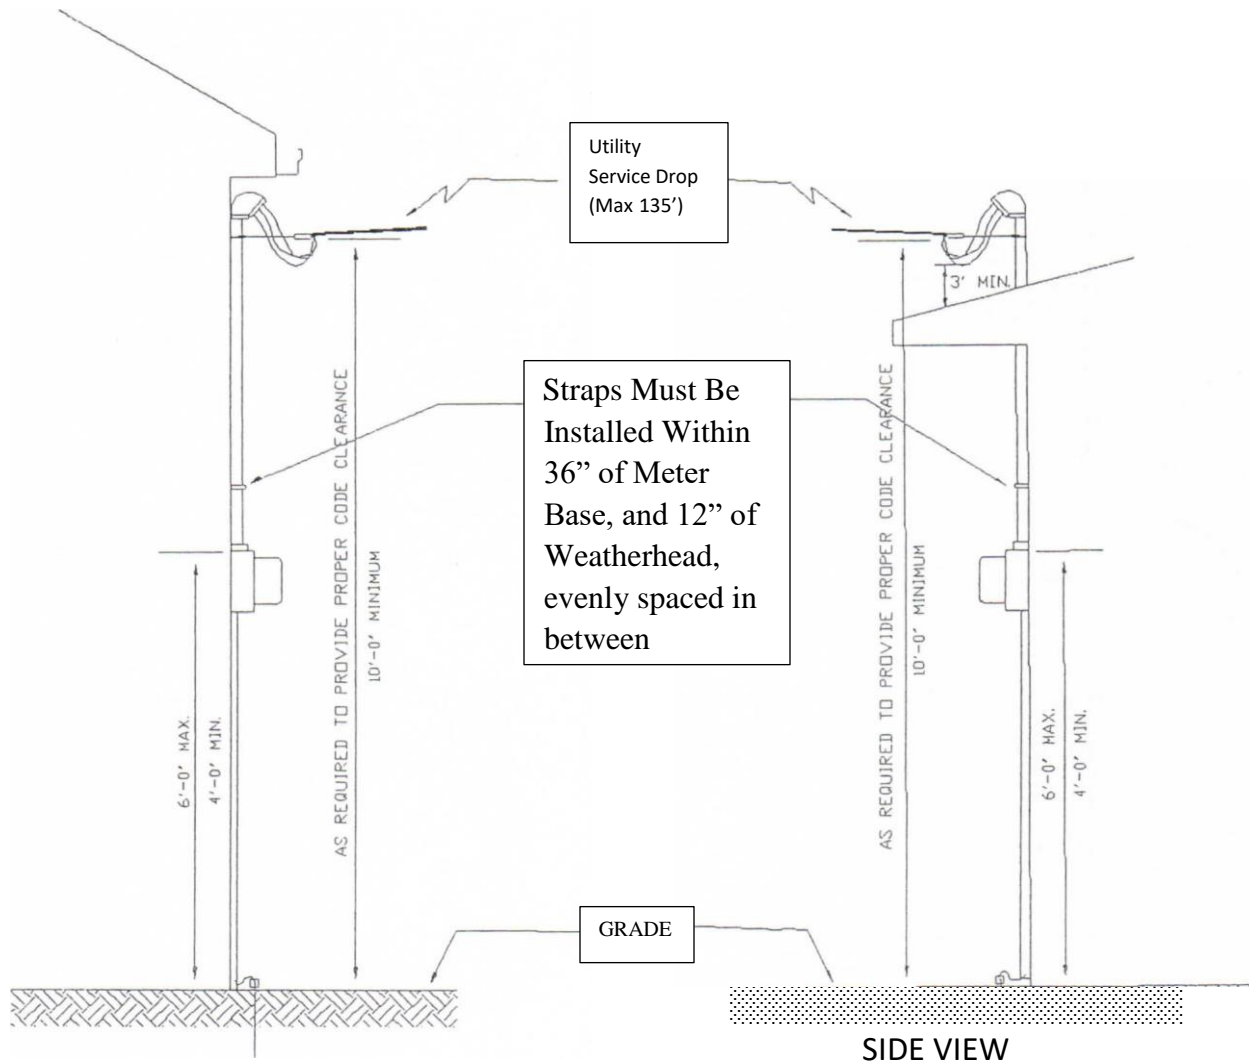 Utility
Service Drop
(Max 135’)
3' MIN.
Straps Must Be
Installed Within
36” of Meter
Base, and 12” of
Weatherhead,
evenly spaced in
between
AS REQUIRED TO PROVIDE PROPER CODE CLEARANCE
10'-0' MINIMUM
AS REQUIRED TO PROVIDE PROPER CODE CLEARANCE
10'-0' MINIMUM
6'-0' MAX.
4'-0' MIN.
6'-0' MAX.
4'-0' MIN.
GRADE
SIDE VIEW